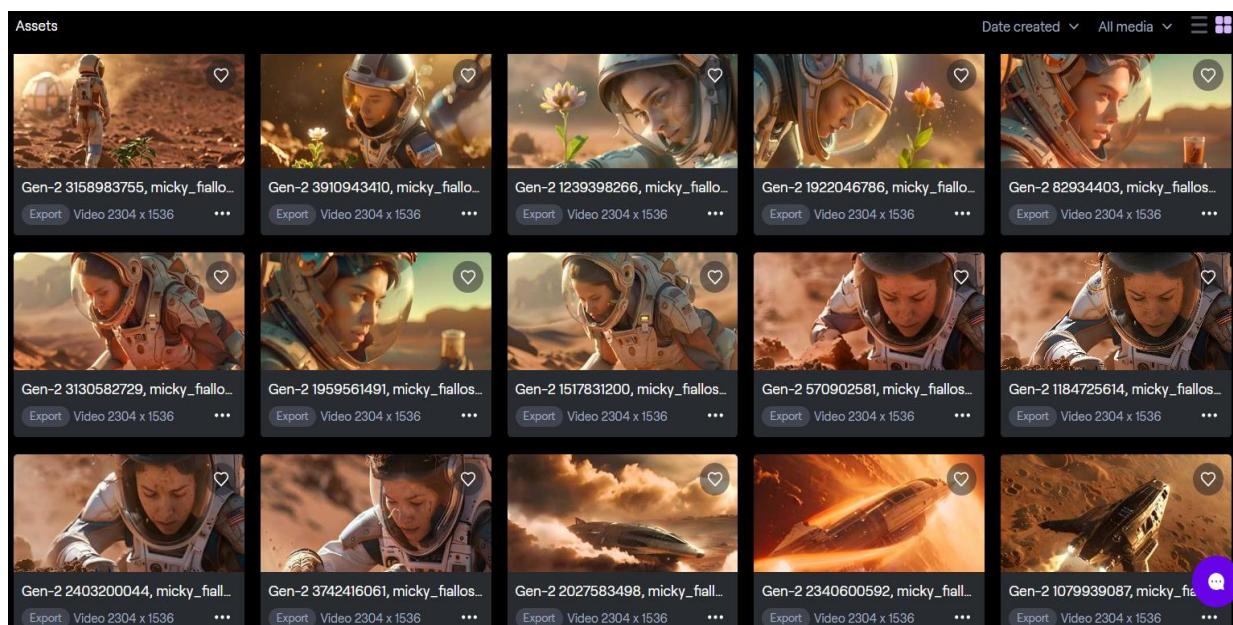 Assets
Date created
All media
Gen-2 3158983755, micky_fiallo...
Export Video 2304 x 1536
Gen-2 3910943410, micky_fiallo...
Export Video 2304 x 1536
Gen-2 1239398266, micky_fiallo...
Export Video 2304 x 1536
Gen-2 1922046786, micky_fiallo...
Export Video 2304 x 1536
Gen-2 82934403, micky_fiallos...
Export Video 2304 x 1536
Gen-2 3130582729, micky_fiallo...
Export Video 2304 x 1536
Gen-2 1959561491, micky_fiallos...
Export Video 2304 x 1536
Gen-2 1517831200, micky_fiallos...
Export Video 2304 x 1536
Gen-2 570902581, micky_fiallos...
Export Video 2304 x 1536
Gen-2 1184725614, micky_fiallos...
Export Video 2304 x 1536
Gen-2 2403200044, micky_fiall...
Export Video 2304 x 1536
Gen-2 3742416061, micky_fiallos...
Export Video 2304 x 1536
Gen-2 2027583498, micky_fiall...
Export Video 2304 x 1536
Gen-2 2340600592, micky_fiall...
Export Video 2304 x 1536
Gen-2 1079939087, micky_fia
Export Video 2304 x 1536